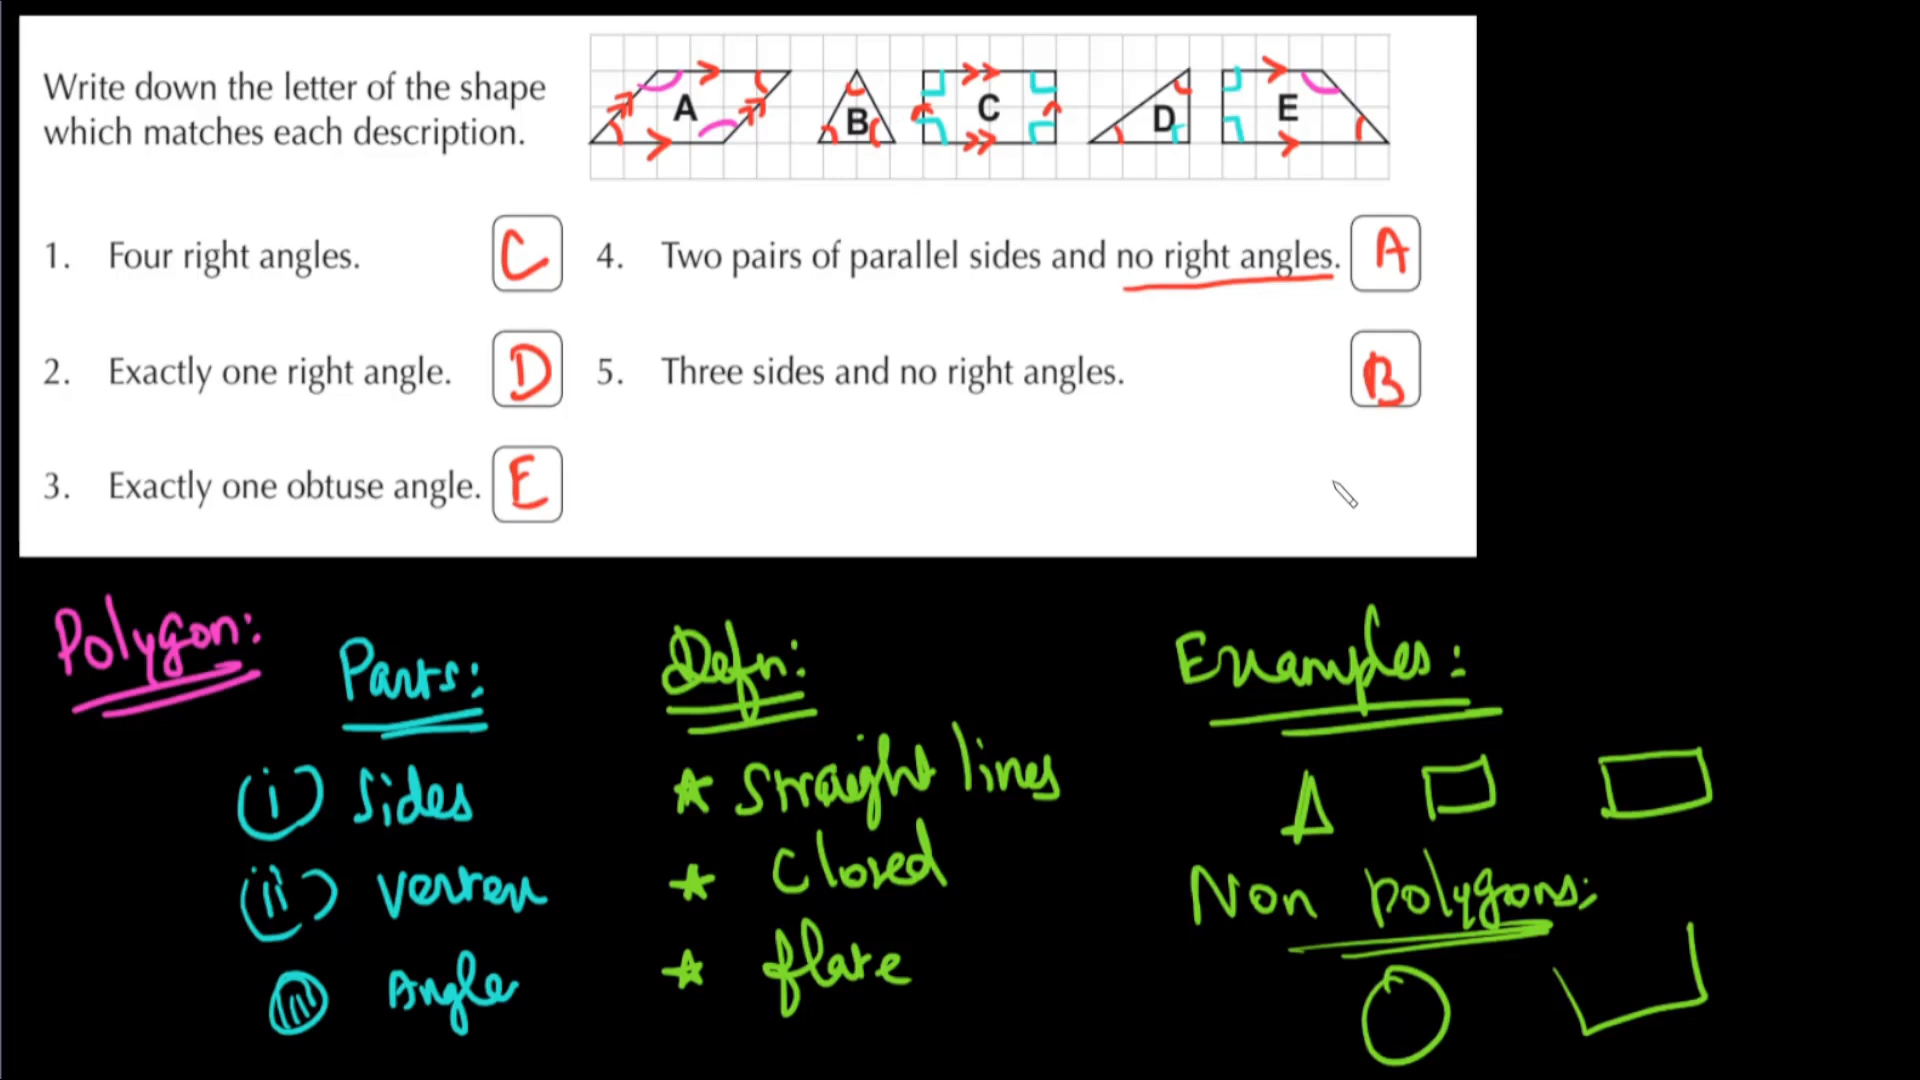 Write down the letter of the shape
which matches each description.
A B C D E
1. Four right angles. C
4. Two pairs of parallel sides and no right angles. A
2. Exactly one right angle. D
5. Three sides and no right angles. B
3. Exactly one obtuse angle. E
Polygon:
Parts:
(i) Sides
(ii) Vertex
(iii) Angle
Defn:
* Straight lines
* Closed
* flate
Examples:
Non polygons: